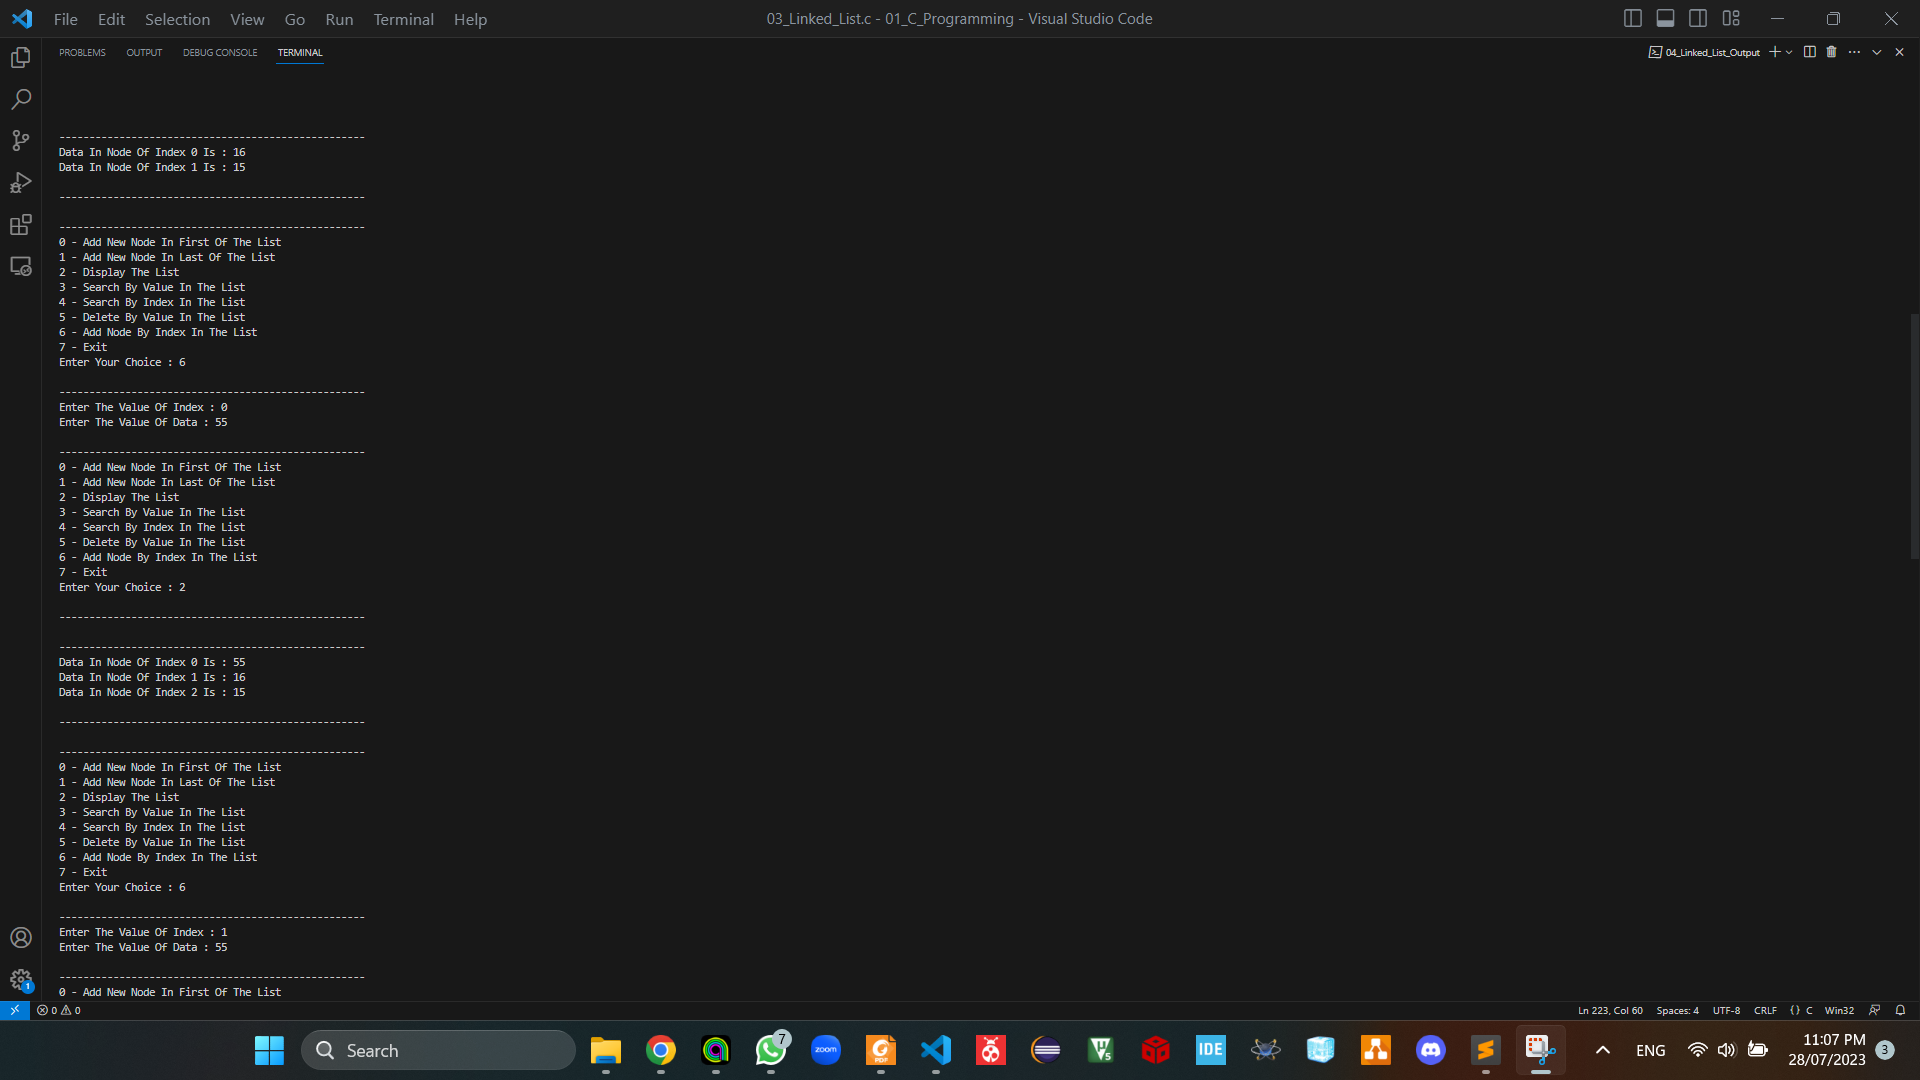 File Edit Selection View Go Run Terminal Help
03_Linked_List.c - 01_C_Programming - Visual Studio Code
PROBLEMS OUTPUT DEBUG CONSOLE TERMINAL
04_Linked_List_Output
---------------------------------------------------
Data In Node Of Index 0 Is : 16
Data In Node Of Index 1 Is : 15
---------------------------------------------------
---------------------------------------------------
0 - Add New Node In First Of The List
1 - Add New Node In Last Of The List
2 - Display The List
3 - Search By Value In The List
4 - Search By Index In The List
5 - Delete By Value In The List
6 - Add Node By Index In The List
7 - Exit
Enter Your Choice : 6
---------------------------------------------------
Enter The Value Of Index : 0
Enter The Value Of Data : 55
---------------------------------------------------
0 - Add New Node In First Of The List
1 - Add New Node In Last Of The List
2 - Display The List
3 - Search By Value In The List
4 - Search By Index In The List
5 - Delete By Value In The List
6 - Add Node By Index In The List
7 - Exit
Enter Your Choice : 2
---------------------------------------------------
---------------------------------------------------
Data In Node Of Index 0 Is : 55
Data In Node Of Index 1 Is : 16
Data In Node Of Index 2 Is : 15
---------------------------------------------------
---------------------------------------------------
0 - Add New Node In First Of The List
1 - Add New Node In Last Of The List
2 - Display The List
3 - Search By Value In The List
4 - Search By Index In The List
5 - Delete By Value In The List
6 - Add Node By Index In The List
7 - Exit
Enter Your Choice : 6
---------------------------------------------------
Enter The Value Of Index : 1
Enter The Value Of Data : 55
---------------------------------------------------
0 - Add New Node In First Of The List
1
0 0
Ln 223, Col 60 Spaces: 4 UTF-8 CRLF {} C Win32
Search
7
zoom
PDF
IDE
ENG
11:07 PM
28/07/2023
3